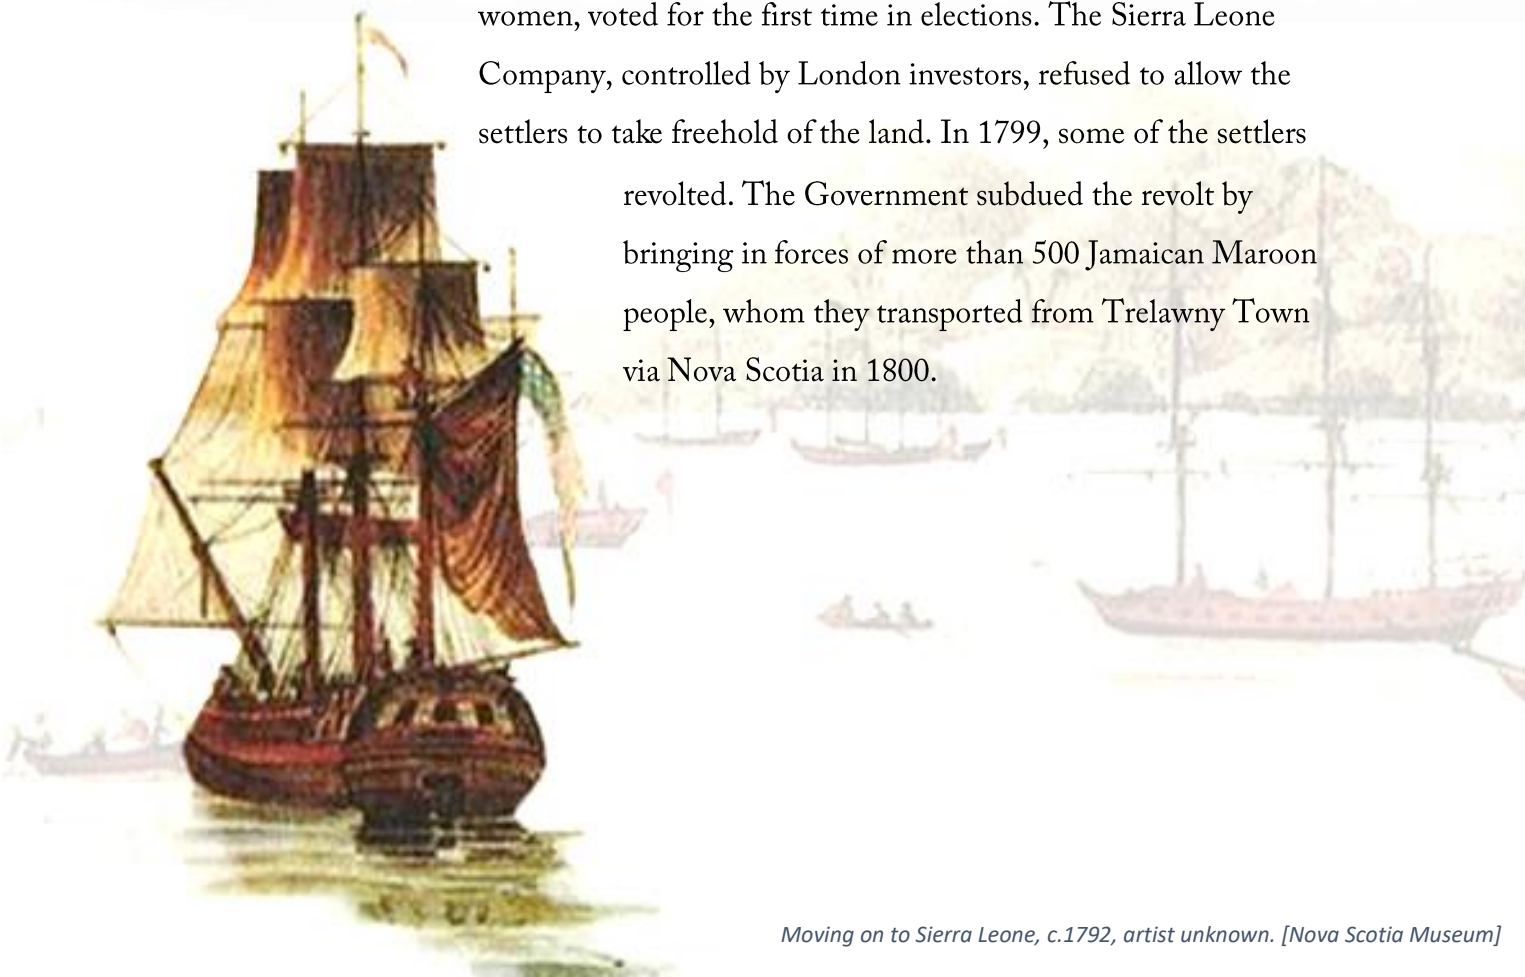 women, voted for the first time in elections. The Sierra Leone
Company, controlled by London investors, refused to allow the
settlers to take freehold of the land. In 1799, some of the settlers
revolted. The Government subdued the revolt by
bringing in forces of more than 500 Jamaican Maroon
people, whom they transported from Trelawny Town
via Nova Scotia in 1800.
Moving on to Sierra Leone, c.1792, artist unknown. [Nova Scotia Museum]